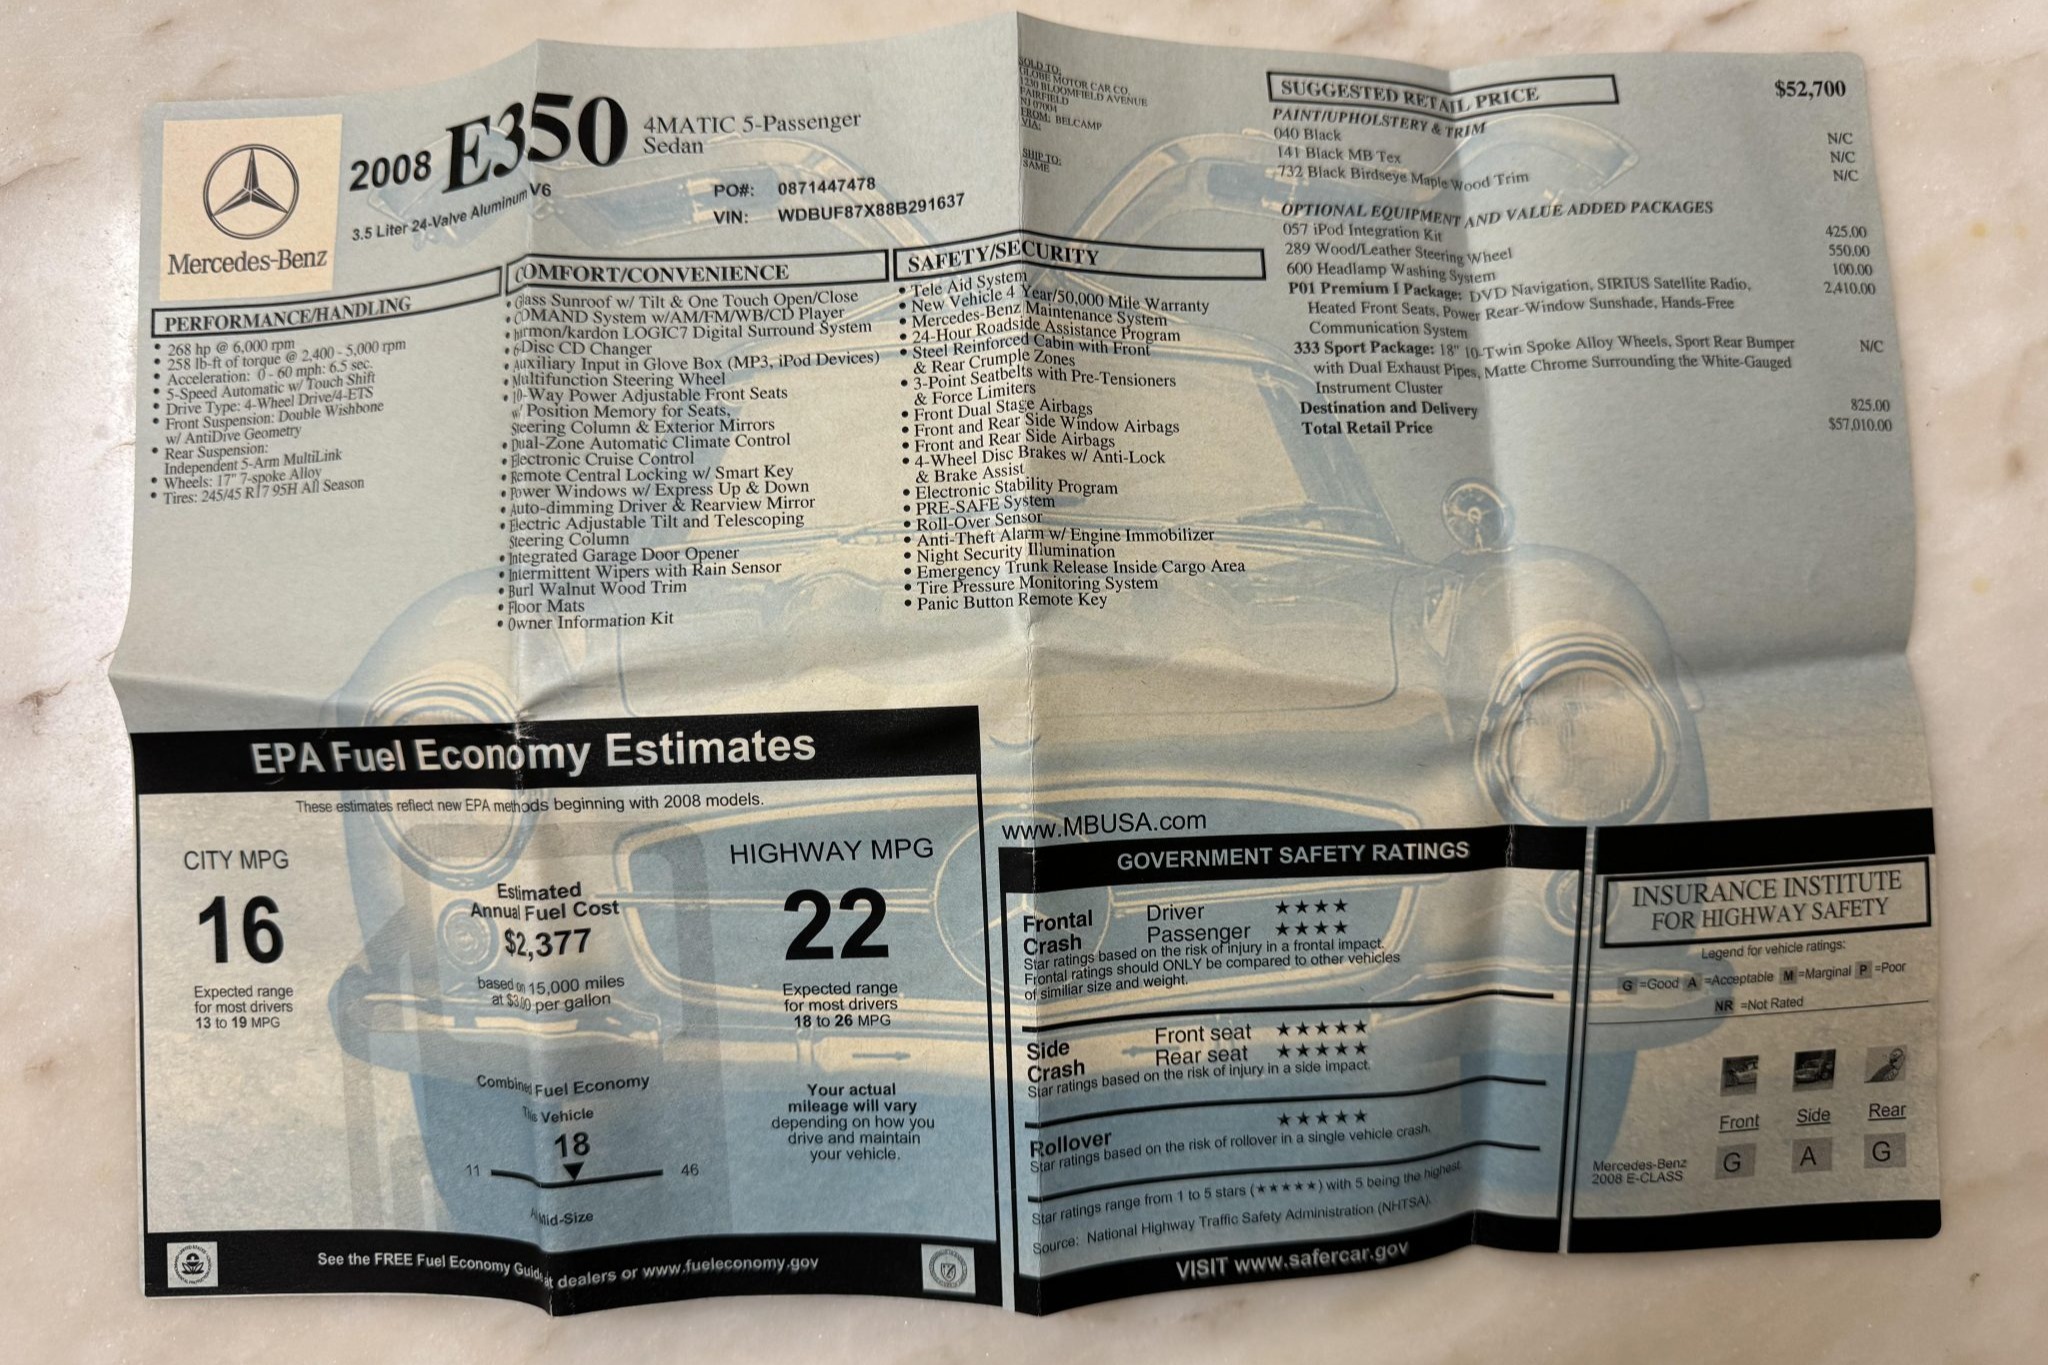 Mercedes-Benz
2008 E350
4MATIC 5-Passenger
Sedan
3.5 Liter 24-Valve Aluminum V6
PO#: 0871447478
VIN: WDBUF87X88B291637
SOLD TO:
GLOBE MOTOR CAR CO.
1230 BLOOMFIELD AVENUE
FAIRFIELD
NJ 07004
FROM: BELCAMP
VIA:
SHIP TO:
SAME
PERFORMANCE/HANDLING
• 268 hp @ 6,000 rpm
• 258 lb-ft of torque @ 2,400 - 5,000 rpm
• Acceleration: 0 - 60 mph: 6.5 sec.
• 5-Speed Automatic w/ Touch Shift
• Drive Type: 4-Wheel Drive/4-ETS
• Front Suspension: Double Wishbone
w/ AntiDive Geometry
• Rear Suspension:
Independent 5-Arm MultiLink
• Wheels: 17" 7-spoke Alloy
• Tires: 245/45 R17 95H All Season
COMFORT/CONVENIENCE
• Glass Sunroof w/ Tilt & One Touch Open/Close
• COMAND System w/AM/FM/WB/CD Player
• harmon/kardon LOGIC7 Digital Surround System
• 6-Disc CD Changer
• Auxiliary Input in Glove Box (MP3, iPod Devices)
• Multifunction Steering Wheel
• 10-Way Power Adjustable Front Seats
w/ Position Memory for Seats,
Steering Column & Exterior Mirrors
• Dual-Zone Automatic Climate Control
• Electronic Cruise Control
• Remote Central Locking w/ Smart Key
• Power Windows w/ Express Up & Down
• Auto-dimming Driver & Rearview Mirror
• Electric Adjustable Tilt and Telescoping
Steering Column
• Integrated Garage Door Opener
• Intermittent Wipers with Rain Sensor
• Burl Walnut Wood Trim
• Floor Mats
• Owner Information Kit
SAFETY/SECURITY
• Tele Aid System
• New Vehicle 4 Year/50,000 Mile Warranty
• Mercedes-Benz Maintenance System
• 24-Hour Roadside Assistance Program
• Steel Reinforced Cabin with Front
& Rear Crumple Zones
• 3-Point Seatbelts with Pre-Tensioners
& Force Limiters
• Front Dual Stage Airbags
• Front and Rear Side Window Airbags
• Front and Rear Side Airbags
• 4-Wheel Disc Brakes w/ Anti-Lock
& Brake Assist
• Electronic Stability Program
• PRE-SAFE System
• Roll-Over Sensor
• Anti-Theft Alarm w/ Engine Immobilizer
• Night Security Illumination
• Emergency Trunk Release Inside Cargo Area
• Tire Pressure Monitoring System
• Panic Button Remote Key
SUGGESTED RETAIL PRICE $52,700
PAINT/UPHOLSTERY & TRIM
040 Black N/C
141 Black MB Tex N/C
732 Black Birdseye Maple Wood Trim N/C
OPTIONAL EQUIPMENT AND VALUE ADDED PACKAGES
057 iPod Integration Kit 425.00
289 Wood/Leather Steering Wheel 550.00
600 Headlamp Washing System 100.00
P01 Premium I Package: DVD Navigation, SIRIUS Satellite Radio, 2,410.00
Heated Front Seats, Power Rear-Window Sunshade, Hands-Free
Communication System
333 Sport Package: 18" 10-Twin Spoke Alloy Wheels, Sport Rear Bumper N/C
with Dual Exhaust Pipes, Matte Chrome Surrounding the White-Gauged
Instrument Cluster
Destination and Delivery 825.00
Total Retail Price $57,010.00
EPA Fuel Economy Estimates
These estimates reflect new EPA methods beginning with 2008 models.
CITY MPG
16
Expected range
for most drivers
13 to 19 MPG
Estimated
Annual Fuel Cost
$2,377
based on 15,000 miles
at $3.00 per gallon
HIGHWAY MPG
22
Expected range
for most drivers
18 to 26 MPG
Combined Fuel Economy
This Vehicle
18
11 46
All Mid-Size
Your actual
mileage will vary
depending on how you
drive and maintain
your vehicle.
See the FREE Fuel Economy Guide at dealers or www.fueleconomy.gov
www.MBUSA.com
GOVERNMENT SAFETY RATINGS
Frontal Driver ★★★★
Crash Passenger ★★★★
Star ratings based on the risk of injury in a frontal impact.
Frontal ratings should ONLY be compared to other vehicles
of similiar size and weight.
Side Front seat ★★★★★
Crash Rear seat ★★★★★
Star ratings based on the risk of injury in a side impact.
Rollover ★★★★★
Star ratings based on the risk of rollover in a single vehicle crash.
Star ratings range from 1 to 5 stars (★★★★★) with 5 being the highest.
Source: National Highway Traffic Safety Administration (NHTSA).
VISIT www.safercar.gov
INSURANCE INSTITUTE
FOR HIGHWAY SAFETY
Legend for vehicle ratings:
G =Good A =Acceptable M =Marginal P =Poor
NR =Not Rated
Front Side Rear
Mercedes-Benz
2008 E-CLASS
G A G